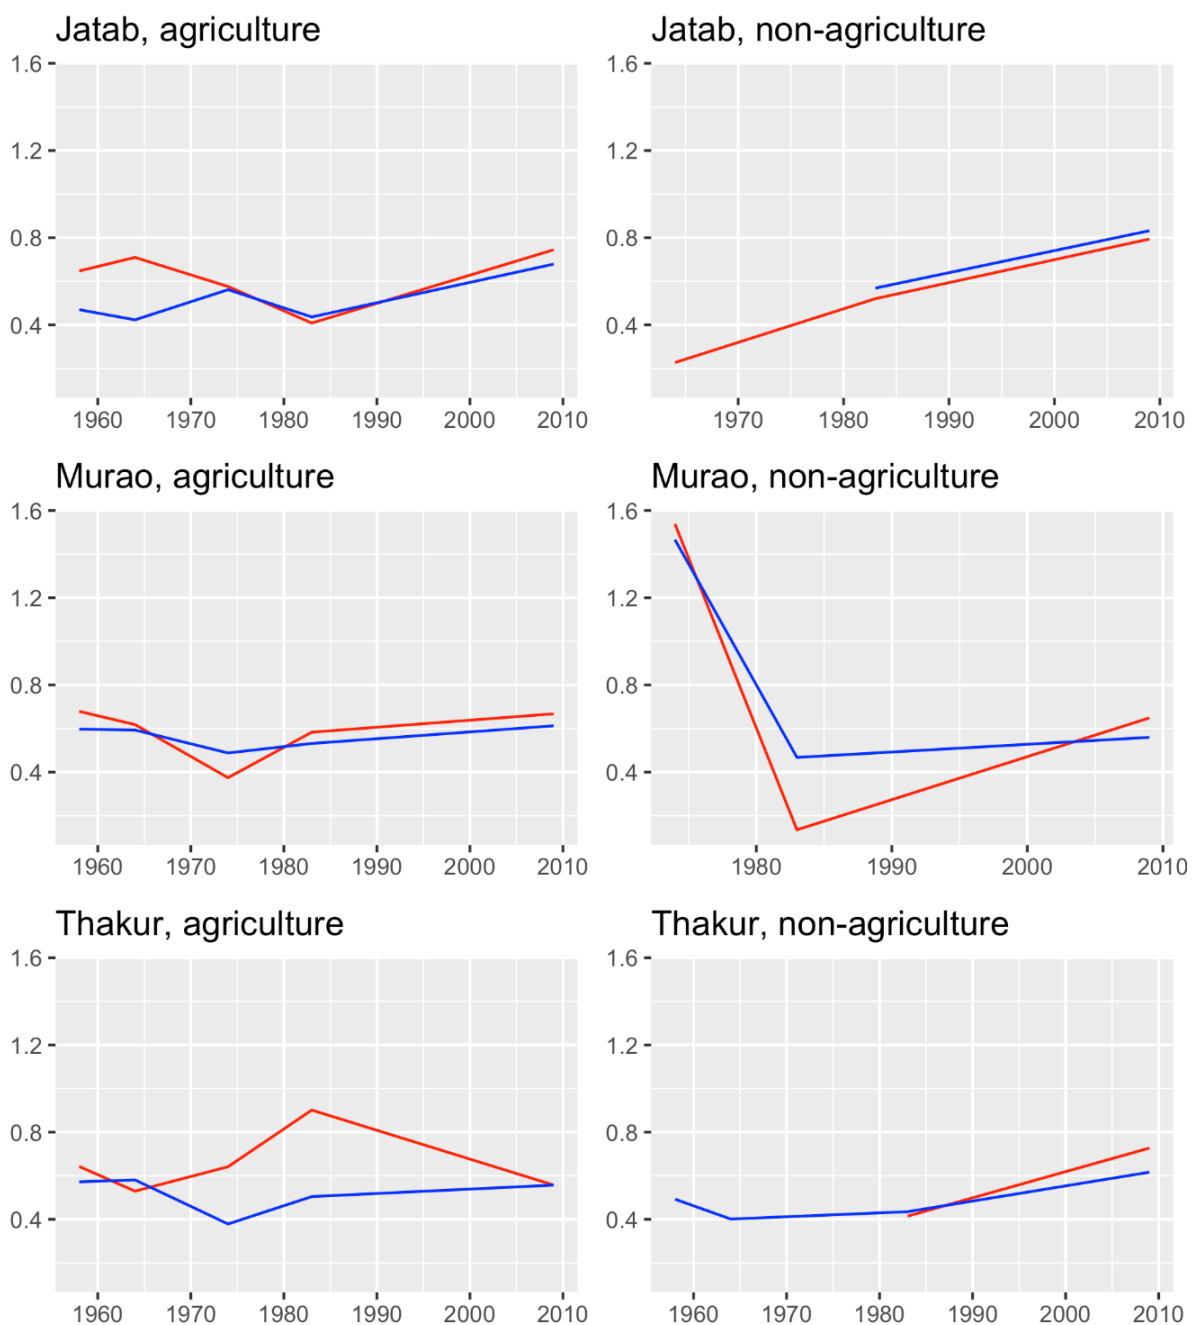 Jatab, agriculture
1.6
1.2
0.8
0.4
1960 1970 1980 1990 2000 2010
Jatab, non-agriculture
1.6
1.2
0.8
0.4
1970 1980 1990 2000 2010
Murao, agriculture
1.6
1.2
0.8
0.4
1960 1970 1980 1990 2000 2010
Murao, non-agriculture
1.6
1.2
0.8
0.4
1980 1990 2000 2010
Thakur, agriculture
1.6
1.2
0.8
0.4
1960 1970 1980 1990 2000 2010
Thakur, non-agriculture
1.6
1.2
0.8
0.4
1960 1970 1980 1990 2000 2010